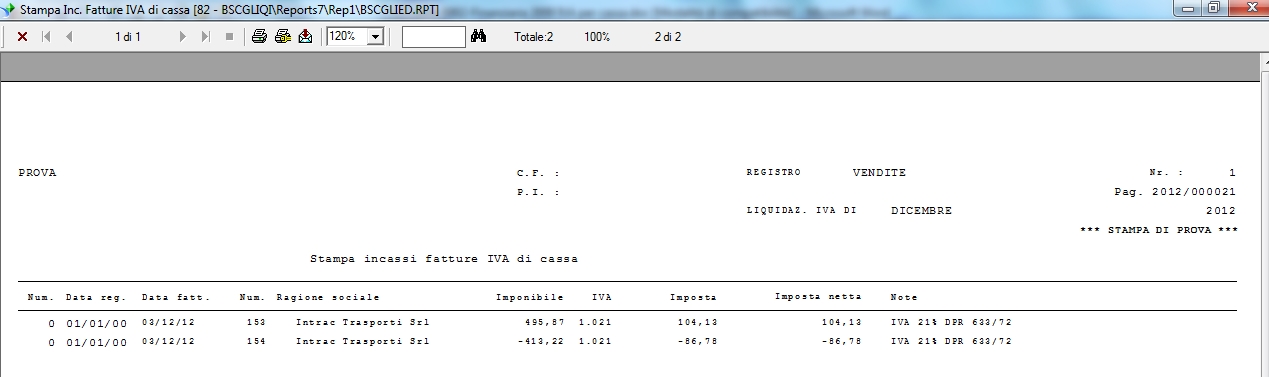 Stampa Inc. Fatture IVA di cassa [82 - BSCGLIQI\Reports7\Rep1\BSCGLIED.RPT]
1 di 1 120% Totale:2 100% 2 di 2
PROVA C.F. : REGISTRO VENDITE Nr. : 1
P.I. : Pag. 2012/000021
LIQUIDAZ. IVA DI DICEMBRE 2012
*** STAMPA DI PROVA ***
Stampa incassi fatture IVA di cassa
Num. Data reg. Data fatt. Num. Ragione sociale Imponibile IVA Imposta Imposta netta Note
0 01/01/00 03/12/12 153 Intrac Trasporti Srl 495,87 1.021 104,13 104,13 IVA 21% DPR 633/72
0 01/01/00 03/12/12 154 Intrac Trasporti Srl -413,22 1.021 -86,78 -86,78 IVA 21% DPR 633/72